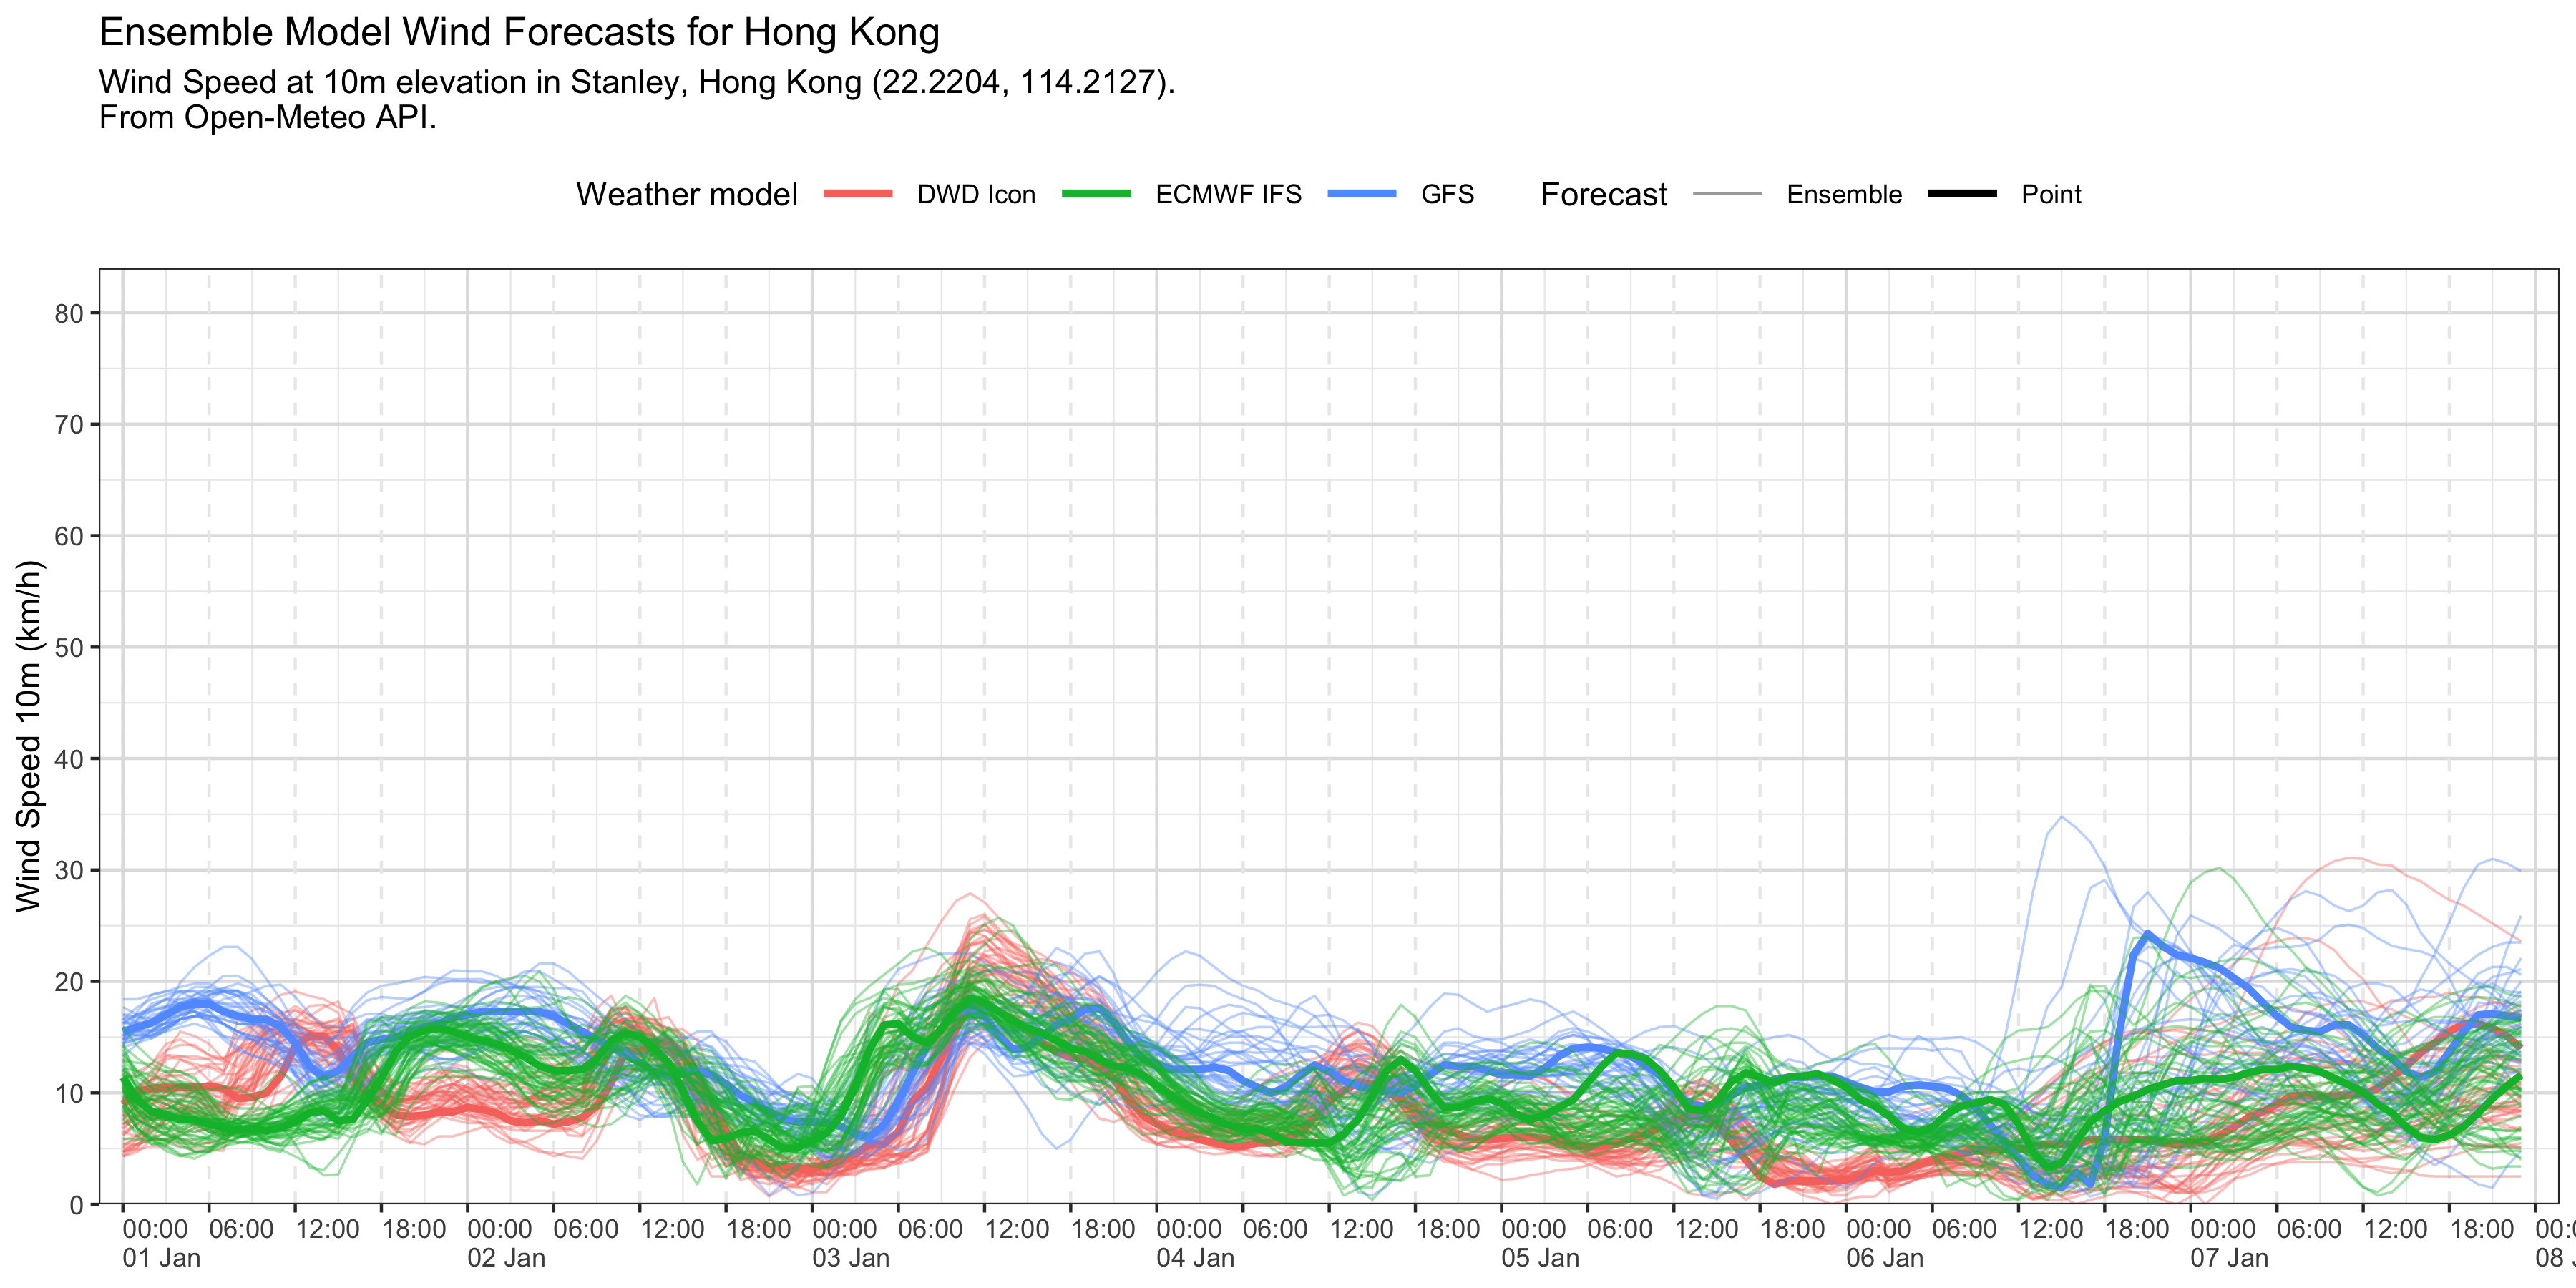 Ensemble Model Wind Forecasts for Hong Kong
Wind Speed at 10m elevation in Stanley, Hong Kong (22.2204, 114.2127).
From Open-Meteo API.
Weather model DWD Icon ECMWF IFS GFS Forecast Ensemble Point
Wind Speed 10m (km/h)
80
70
60
50
40
30
20
10
0
00:00 06:00 12:00 18:00 00:00 06:00 12:00 18:00 00:00 06:00 12:00 18:00 00:00 06:00 12:00 18:00 00:00 06:00 12:00 18:00 00:00 06:00 12:00 18:00 00:00 06:00 12:00 18:00 00:0
01 Jan 02 Jan 03 Jan 04 Jan 05 Jan 06 Jan 07 Jan 08 J